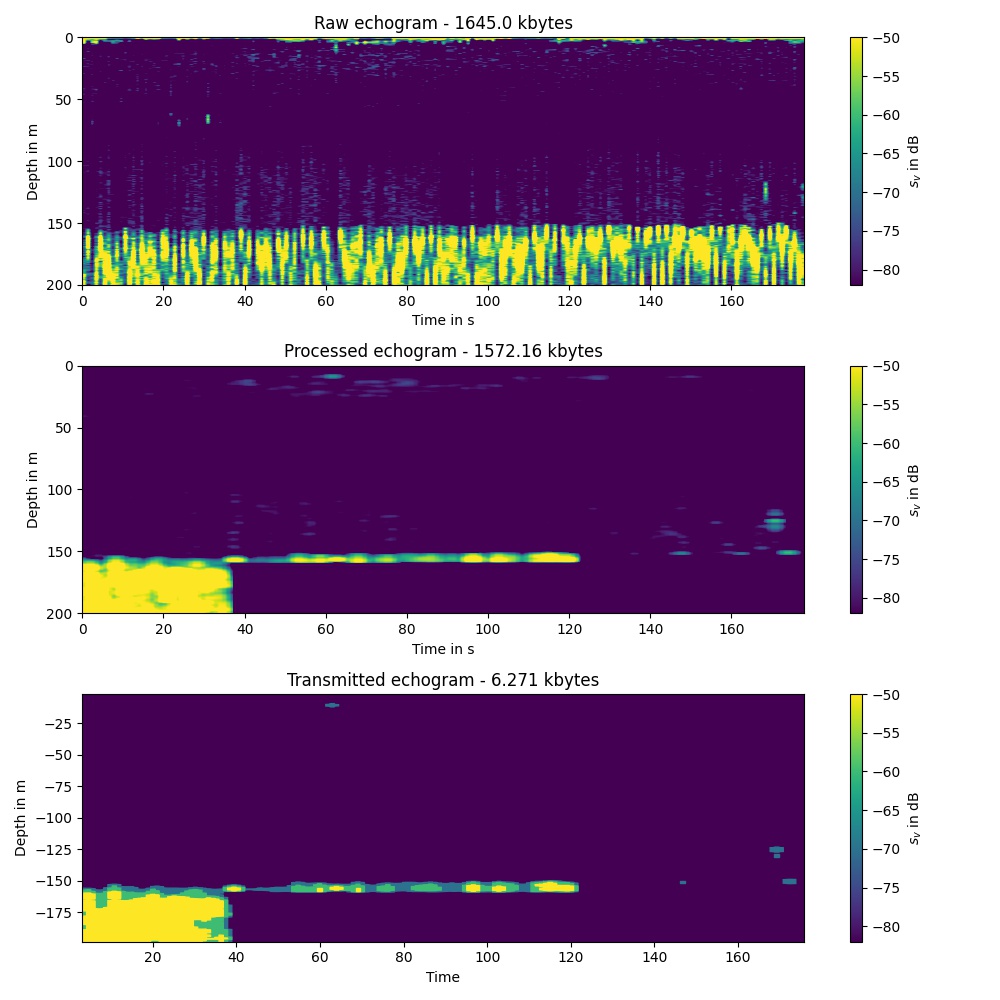 Raw echogram - 1645.0 kbytes
0
50
100
150
200
Depth in m
0 20 40 60 80 100 120 140 160
Time in s
−50
−55
−60
−65
−70
−75
−80
sv in dB
Processed echogram - 1572.16 kbytes
0
50
100
150
200
Depth in m
0 20 40 60 80 100 120 140 160
Time in s
−50
−55
−60
−65
−70
−75
−80
sv in dB
Transmitted echogram - 6.271 kbytes
−25
−50
−75
−100
−125
−150
−175
Depth in m
20 40 60 80 100 120 140 160
Time
−50
−55
−60
−65
−70
−75
−80
sv in dB